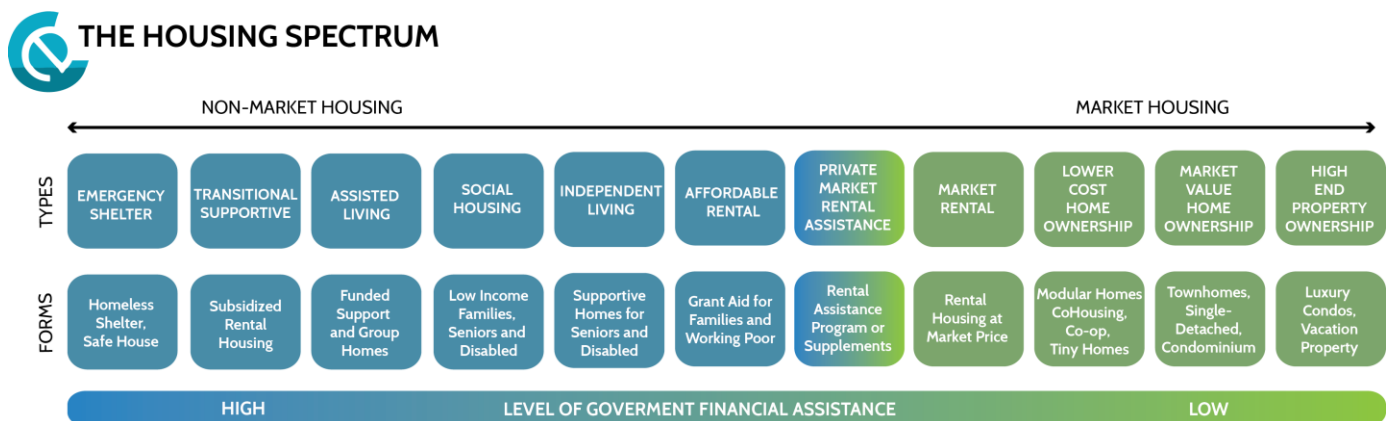 THE HOUSING SPECTRUM
NON-MARKET HOUSING
MARKET HOUSING
TYPES
EMERGENCY
SHELTER
TRANSITIONAL
SUPPORTIVE
ASSISTED
LIVING
SOCIAL
HOUSING
INDEPENDENT
LIVING
AFFORDABLE
RENTAL
PRIVATE
MARKET
RENTAL
ASSISTANCE
MARKET
RENTAL
LOWER
COST
HOME
OWNERSHIP
MARKET
VALUE
HOME
OWNERSHIP
HIGH
END
PROPERTY
OWNERSHIP
FORMS
Homeless
Shelter,
Safe House
Subsidized
Rental
Housing
Funded
Support
and Group
Homes
Low Income
Families,
Seniors and
Disabled
Supportive
Homes for
Seniors and
Disabled
Grant Aid for
Families and
Working Poor
Rental
Assistance
Program or
Supplements
Rental
Housing at
Market Price
Modular Homes
CoHousing,
Co-op,
Tiny Homes
Townhomes,
Single-
Detached,
Condominium
Luxury
Condos,
Vacation
Property
HIGH
LEVEL OF GOVERMENT FINANCIAL ASSISTANCE
LOW